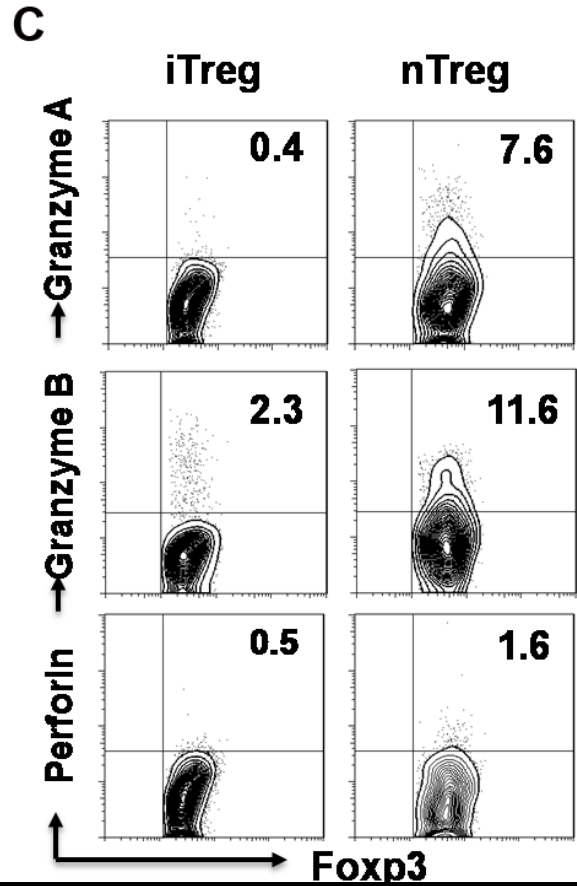 C
iTreg nTreg
Granzyme A
0.4
7.6
Granzyme B
2.3
11.6
Perforin
0.5
1.6
Foxp3